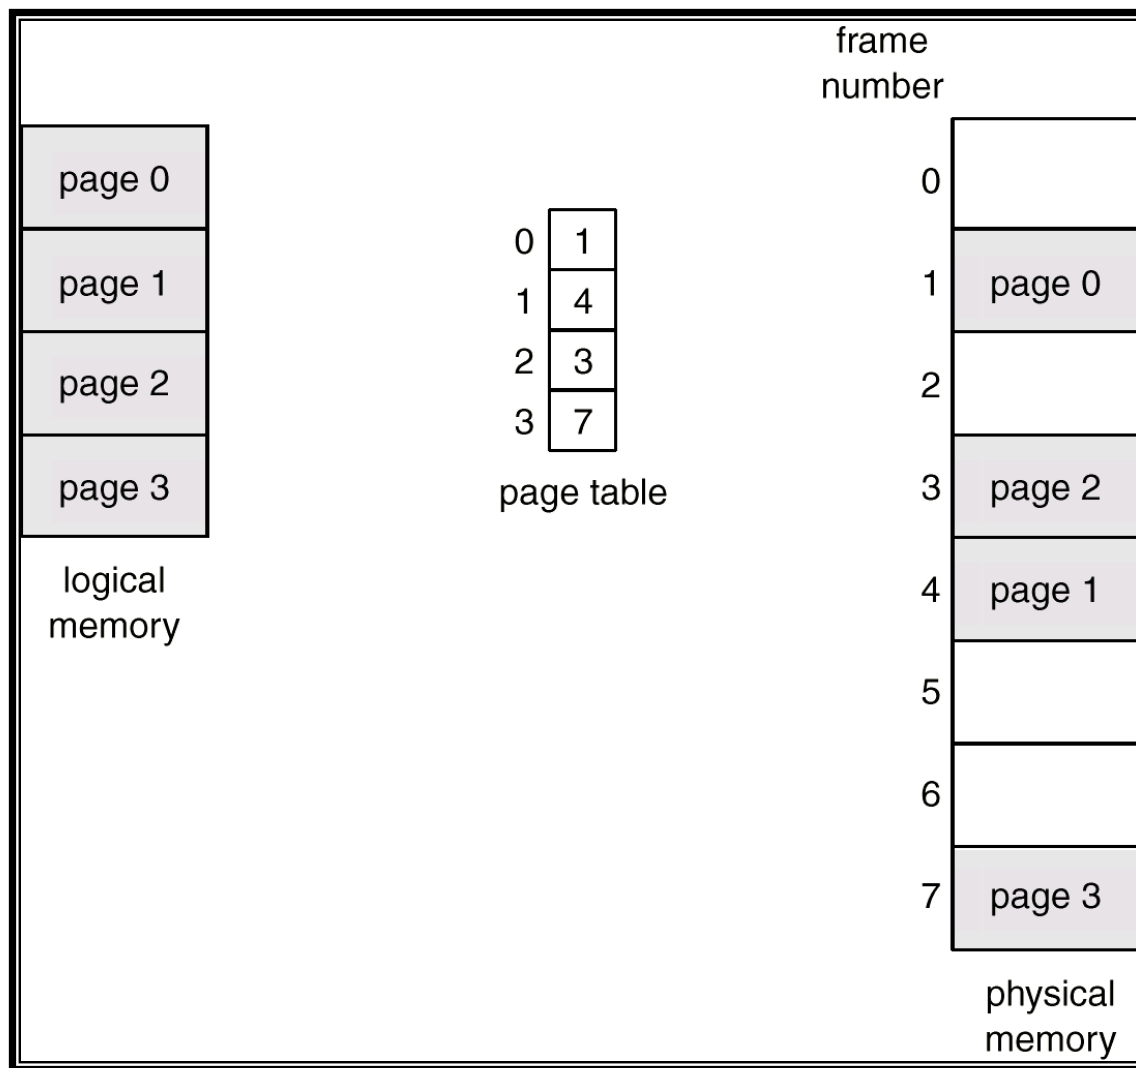 page 0
page 1
page 2
page 3
logical
memory
0 1
1 4
2 3
3 7
page table
frame
number
0
1 page 0
2
3 page 2
4 page 1
5
6
7 page 3
physical
memory